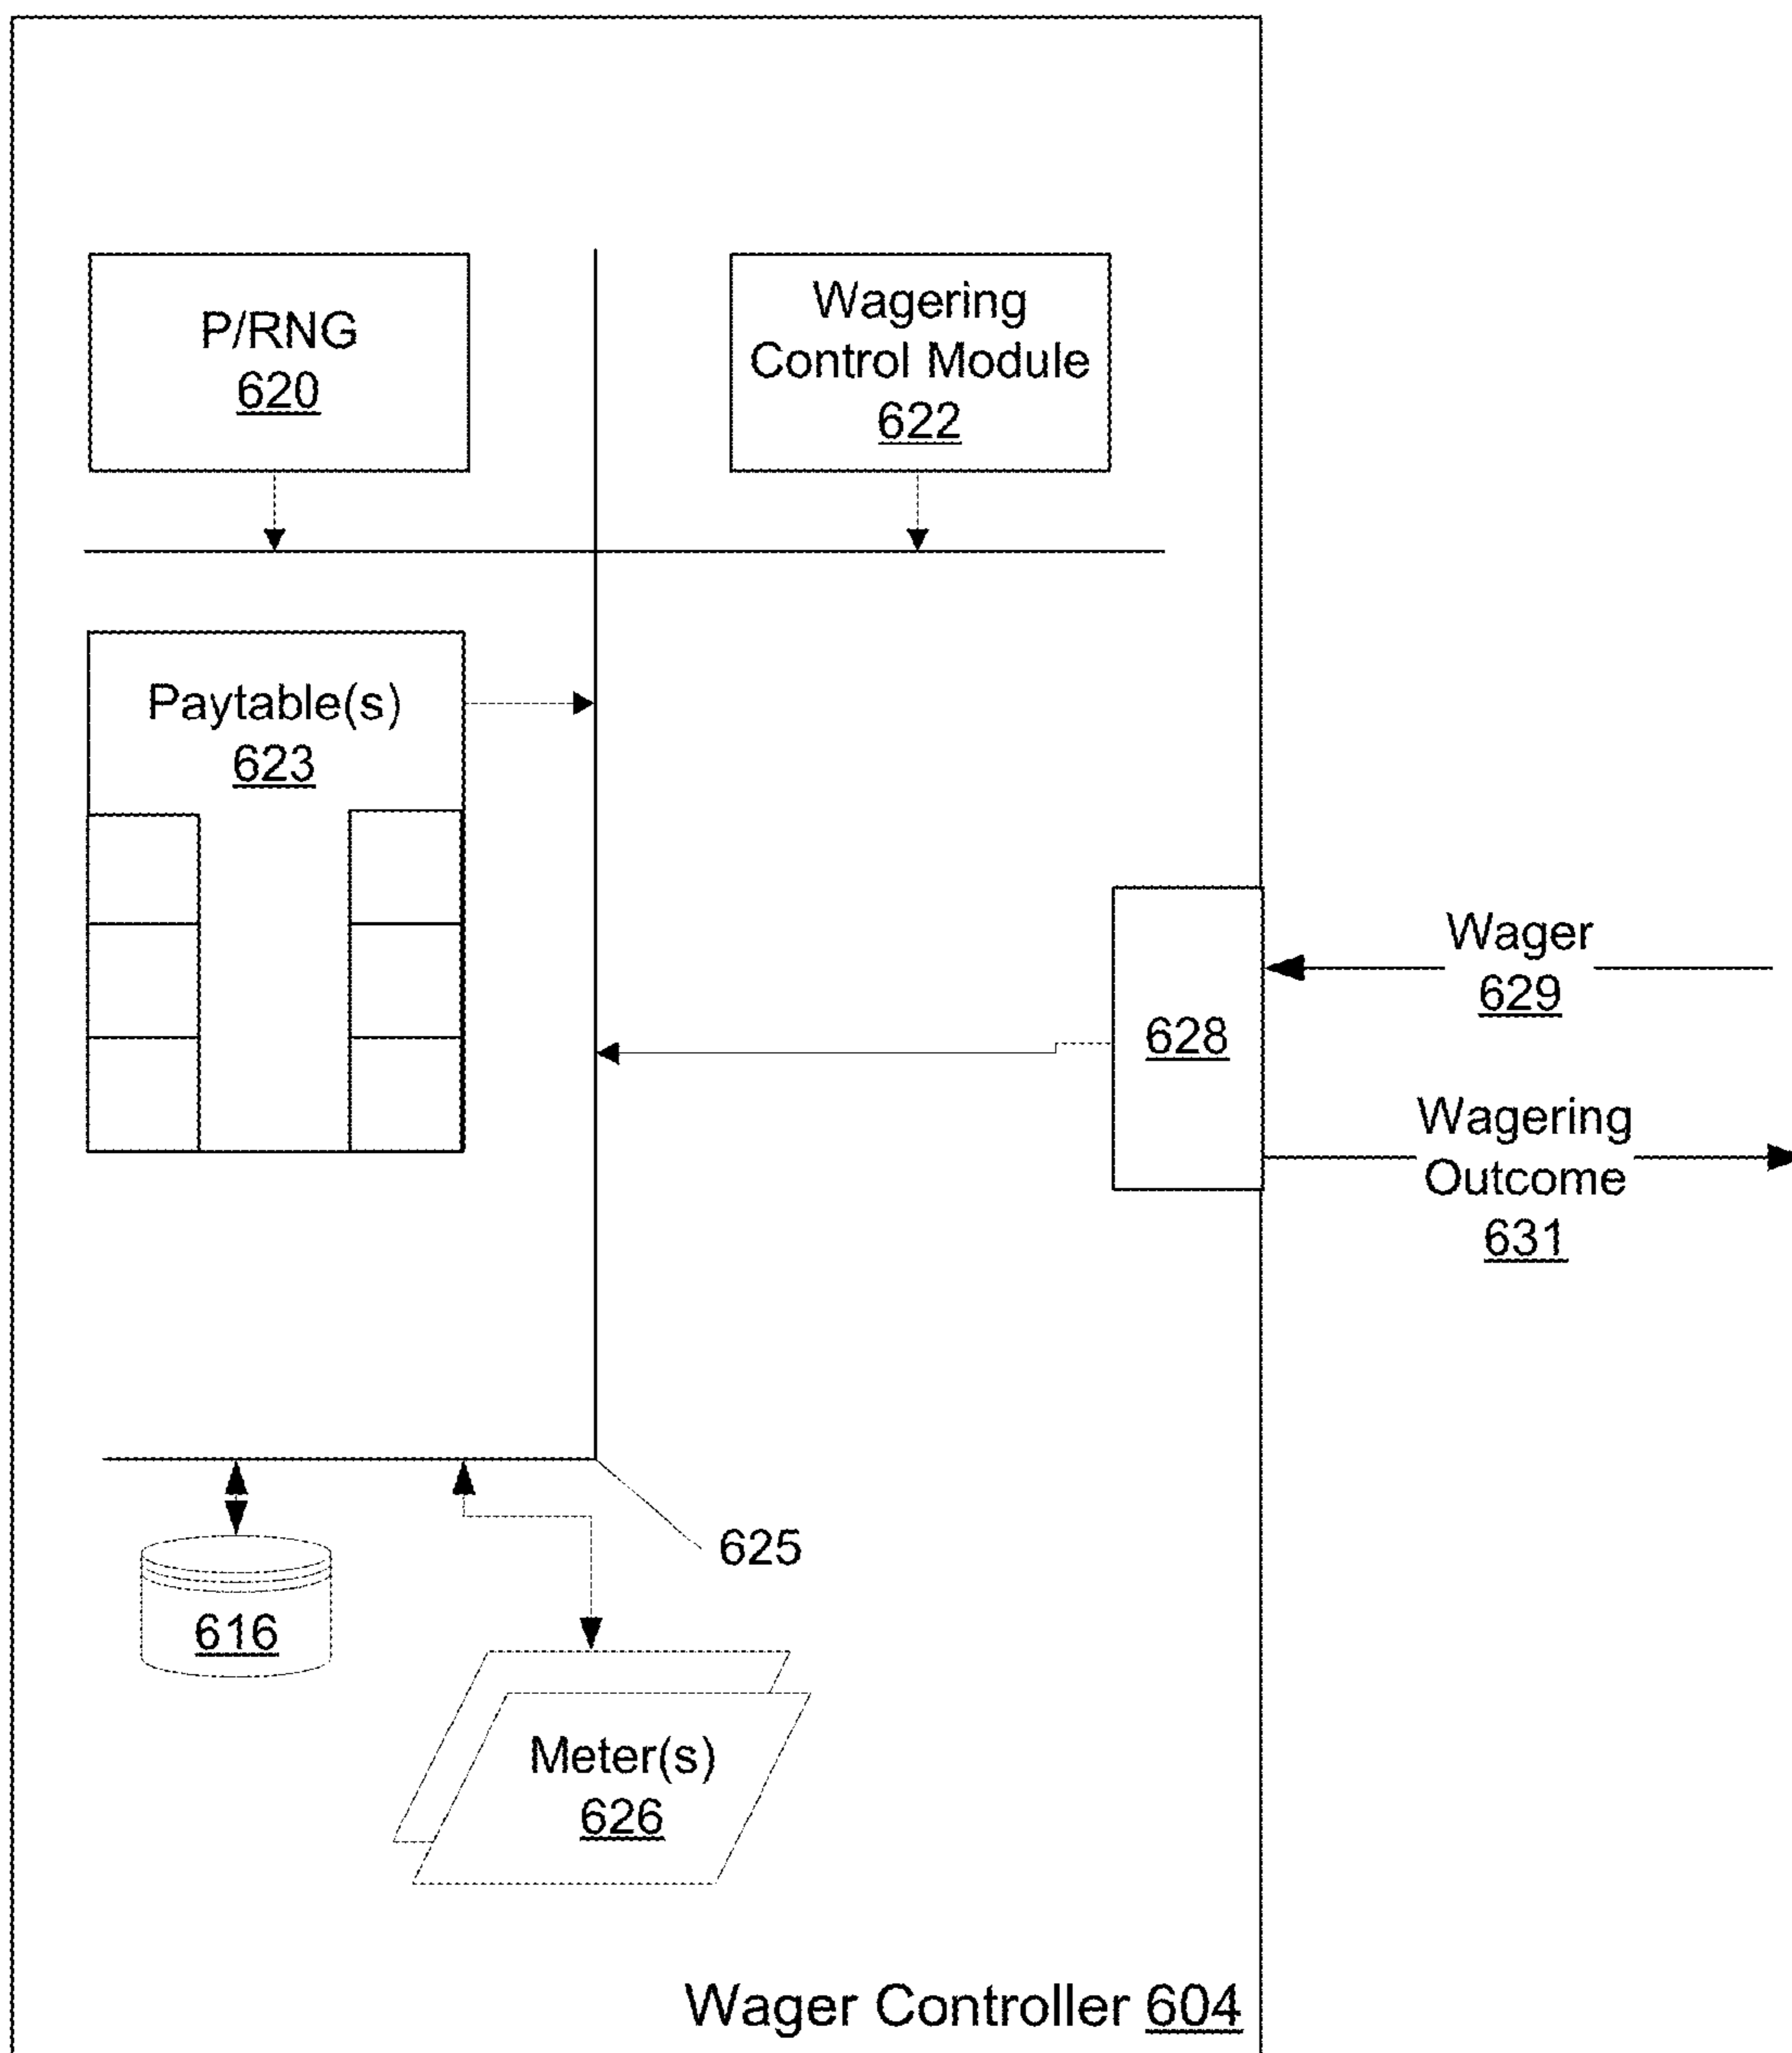 P/RNG
620
Wagering
Control Module
622
Paytable(s)
623
Wager
629
628
Wagering
Outcome
631
625
616
Meter(s)
626
Wager Controller 604